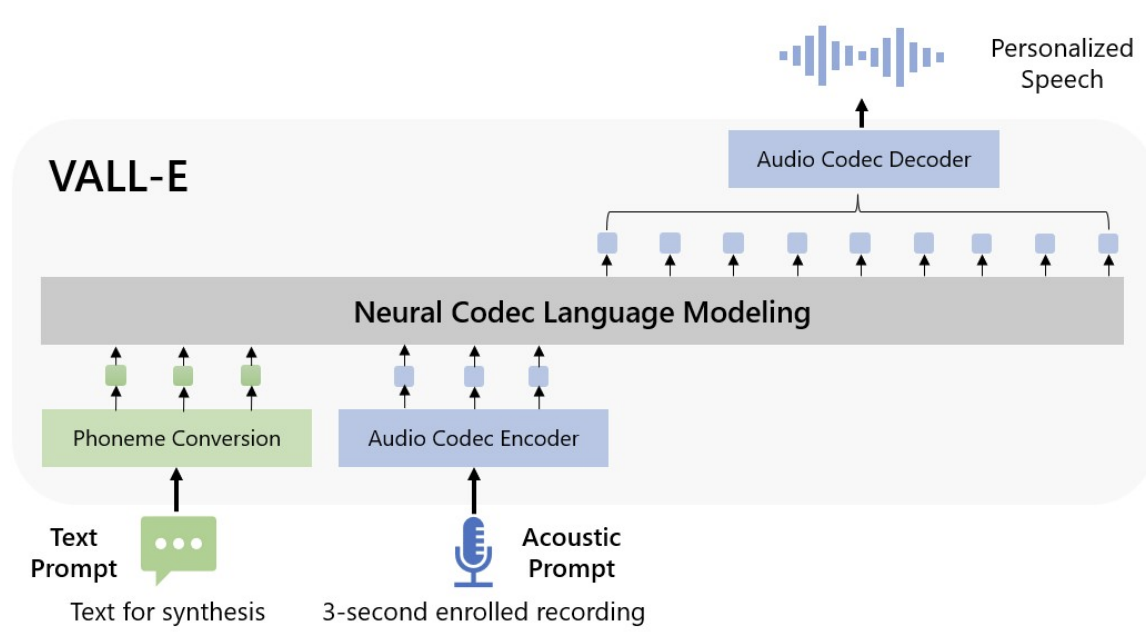 Personalized
Speech
Audio Codec Decoder
VALL-E
Neural Codec Language Modeling
Phoneme Conversion
Audio Codec Encoder
Text
Prompt
Acoustic
Prompt
Text for synthesis
3-second enrolled recording